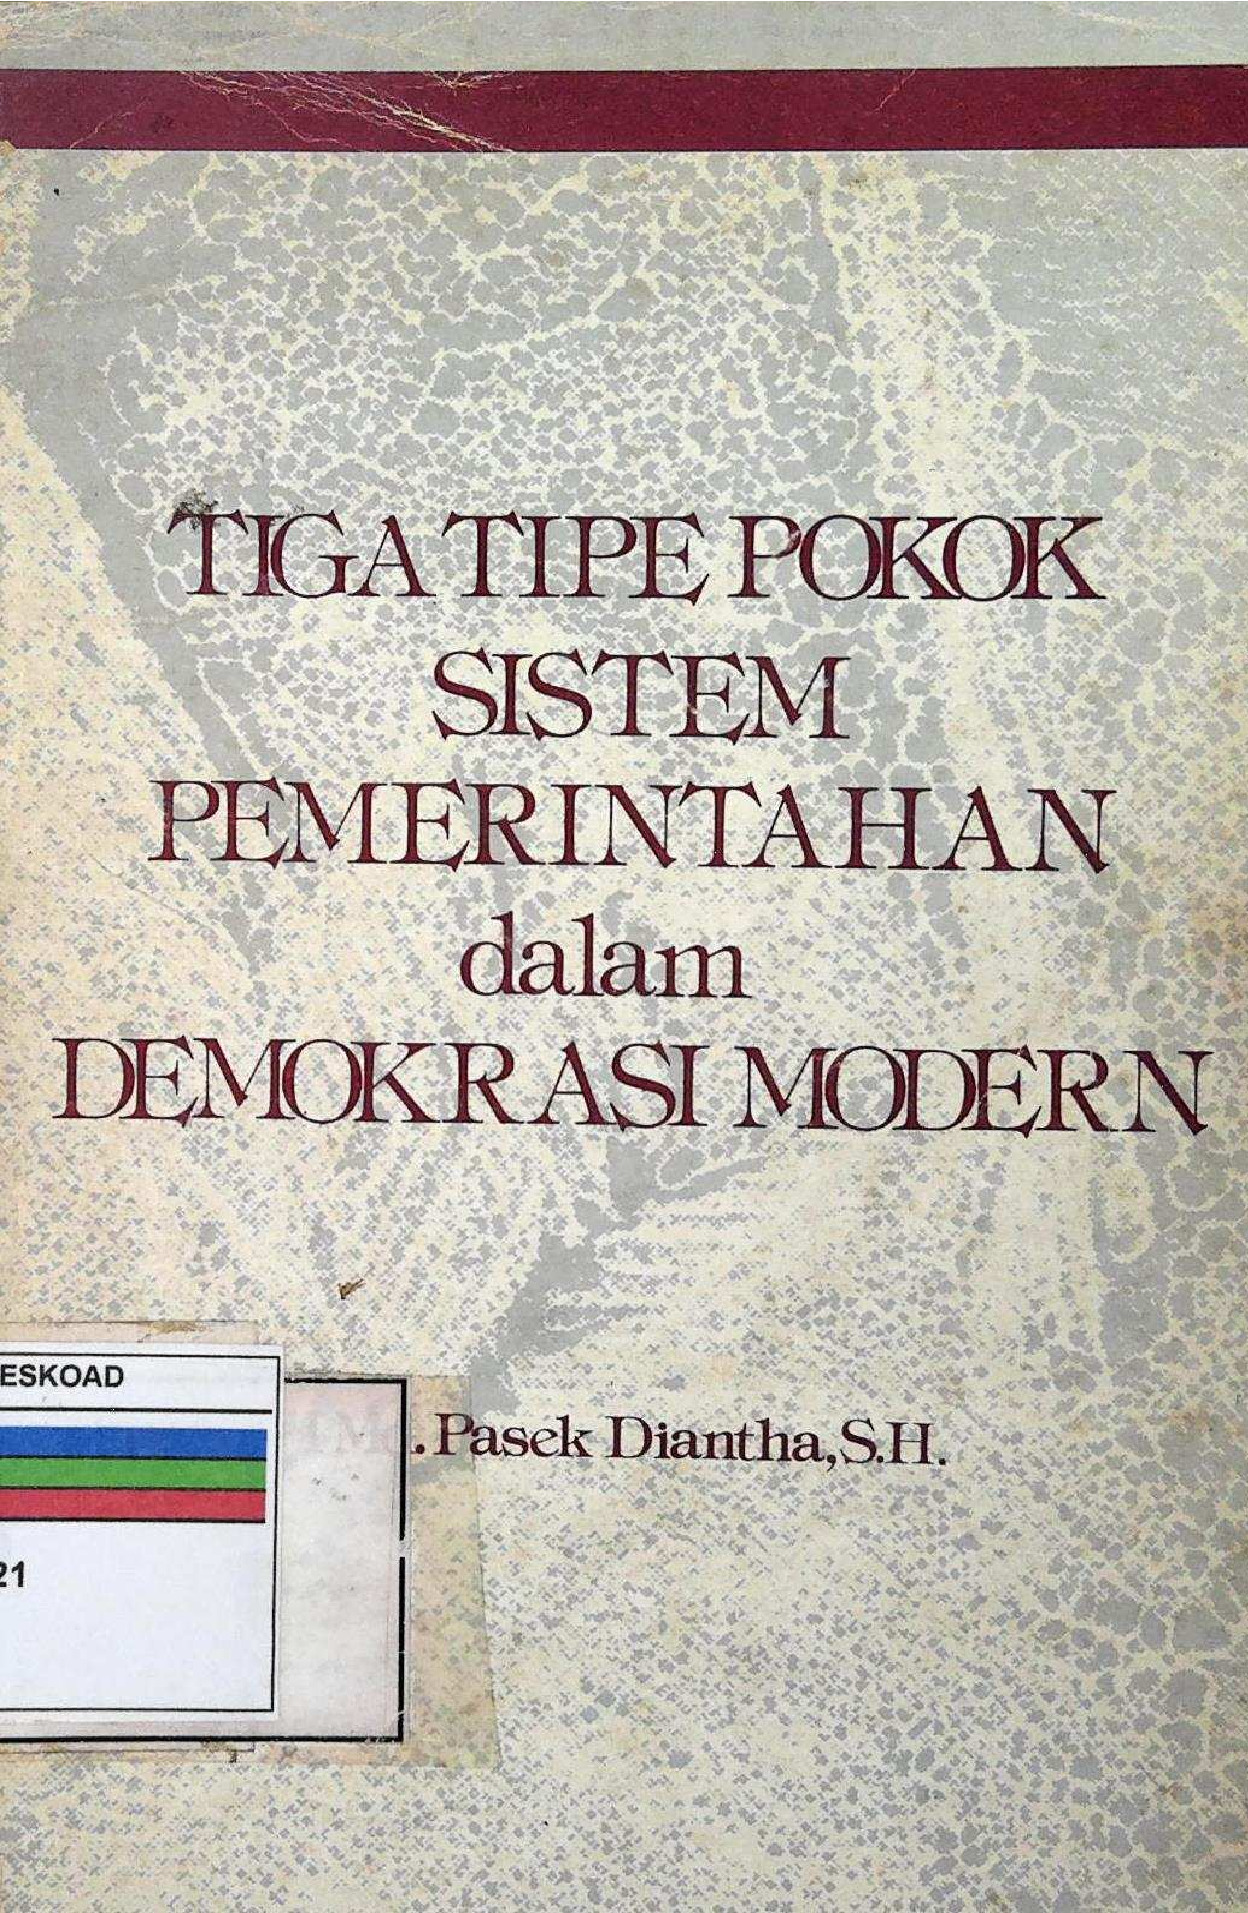 TIGA TIPE POKOK
SISTEM
PEMERINTAHAN
dalam
DEMOKRASI MODERN
ESKOAD
. Pasek Diantha, S.H.
21